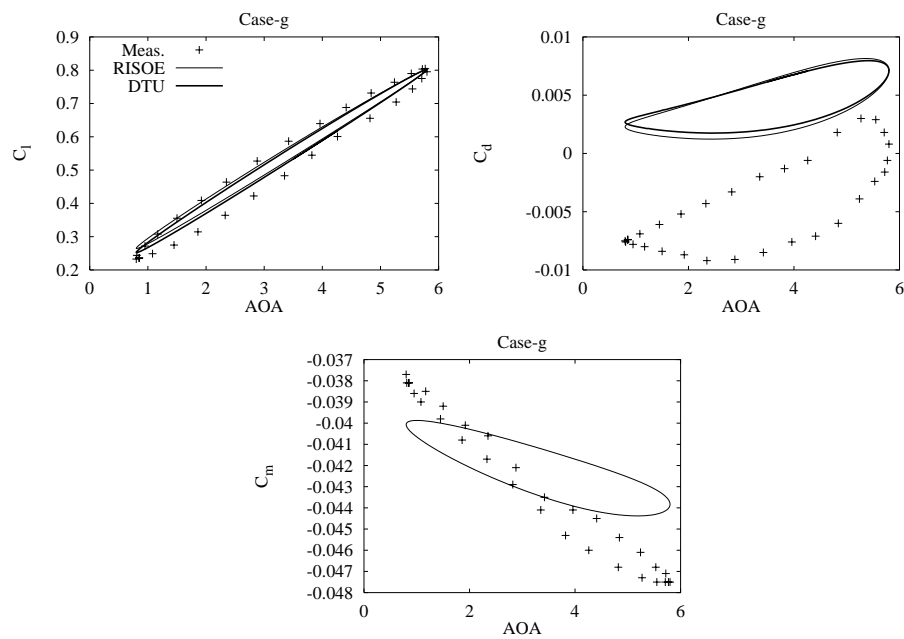 Case-g
0.9
0.8
0.7
0.6
0.5
0.4
0.3
0.2
0 1 2 3 4 5 6
AOA
C_l
Meas.
RISOE
DTU
Case-g
0.01
0.005
0
-0.005
-0.01
0 2 4 6
AOA
C_d
Case-g
-0.037
-0.038
-0.039
-0.04
-0.041
-0.042
-0.043
-0.044
-0.045
-0.046
-0.047
-0.048
0 2 4 6
AOA
C_m